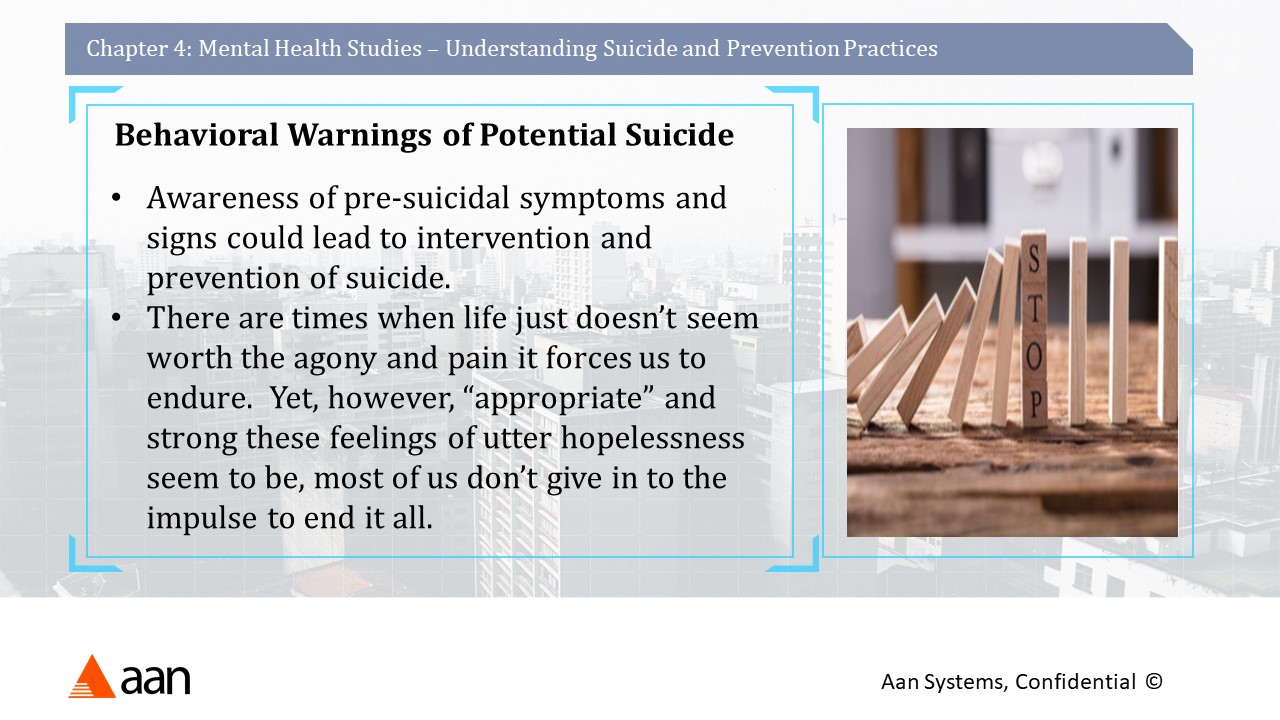 Chapter 4: Mental Health Studies – Understanding Suicide and Prevention Practices
Behavioral Warnings of Potential Suicide
• Awareness of pre-suicidal symptoms and
signs could lead to intervention and
prevention of suicide.
• There are times when life just doesn’t seem
worth the agony and pain it forces us to
endure.  Yet, however, “appropriate” and
strong these feelings of utter hopelessness
seem to be, most of us don’t give in to the
impulse to end it all.
S
T
O
P
aan
Aan Systems, Confidential ©